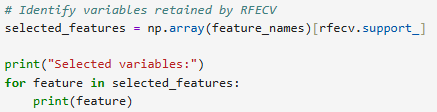 # Identify variables retained by RFECV
selected_features = np.array(feature_names)[rfecv.support_]

print("Selected variables:")
for feature in selected_features:
    print(feature)